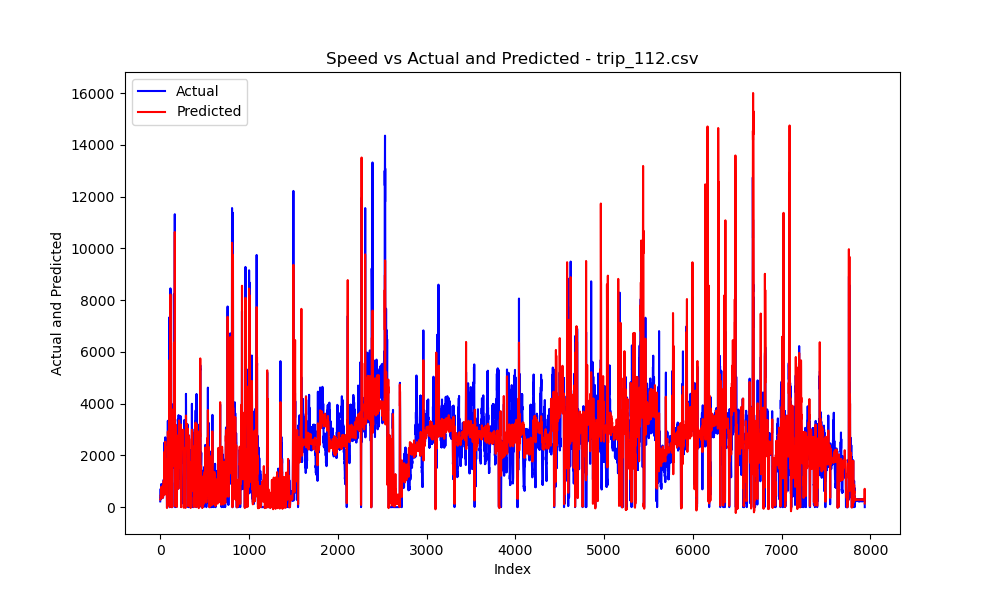 Speed vs Actual and Predicted - trip_112.csv
Actual
Predicted
16000
14000
12000
10000
8000
6000
4000
2000
0
Actual and Predicted
0 1000 2000 3000 4000 5000 6000 7000 8000
Index